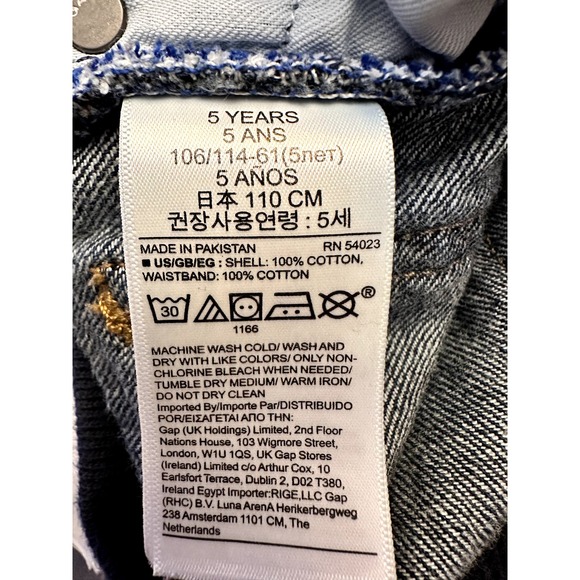 5 YEARS
5 ANS
106/114-61(5лет)
5 AÑOS
日本 110 CM
권장사용연령 : 5세
MADE IN PAKISTAN RN 54023
■ US/GB/EG : SHELL: 100% COTTON,
WAISTBAND: 100% COTTON
30 ®
1166
MACHINE WASH COLD/ WASH AND
DRY WITH LIKE COLORS/ ONLY NON-
CHLORINE BLEACH WHEN NEEDED/
TUMBLE DRY MEDIUM/ WARM IRON/
DO NOT DRY CLEAN
Imported By/Importe Par/DISTRIBUIDO
POR/ΕΙΣΑΓΕΤΑΙ ΑΠΟ TH:
Gap (UK Holdings) Limited, 2nd Floor
Nations House, 103 Wigmore Street,
London, W1U 1QS, UK Gap Stores
(Ireland) Limited c/o Arthur Cox, 10
Earlsfort Terrace, Dublin 2, D02 T380,
Ireland Egypt Importer:RIGE,LLC Gap
(RHC) B.V. Luna ArenA Herikerbergweg
238 Amsterdam 1101 CM, The
Netherlands